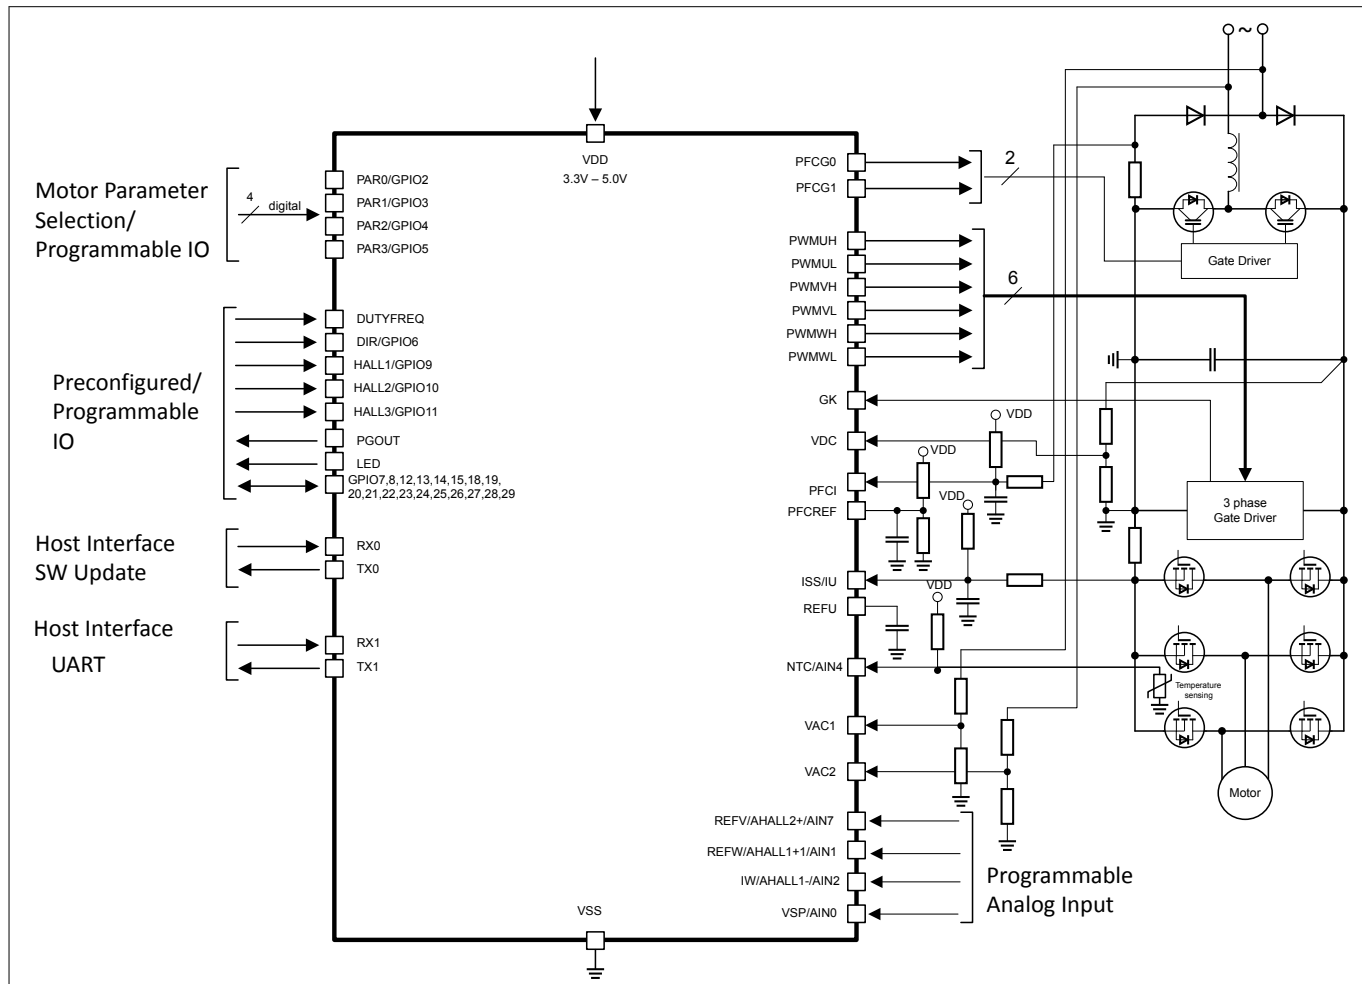 ~
VDD
3.3V – 5.0V
Motor Parameter
Selection/
Programmable IO
4
digital
PAR0/GPIO2
PAR1/GPIO3
PAR2/GPIO4
PAR3/GPIO5
Preconfigured/
Programmable
IO
DUTYFREQ
DIR/GPIO6
HALL1/GPIO9
HALL2/GPIO10
HALL3/GPIO11
PGOUT
LED
GPIO7,8,12,13,14,15,18,19,
20,21,22,23,24,25,26,27,28,29
Host Interface
SW Update
RX0
TX0
Host Interface
UART
RX1
TX1
VSS
PFCG0
PFCG1
2
PWMUH
PWMUL
PWMVH
PWMVL
PWMWH
PWMWL
6
GK
VDC
PFCI
PFCREF
ISS/IU
REFU
NTC/AIN4
VAC1
VAC2
REFV/AHALL2+/AIN7
REFW/AHALL1+1/AIN1
IW/AHALL1-/AIN2
VSP/AIN0
Programmable
Analog Input
VDD
VDD
VDD
VDD
Gate Driver
3 phase
Gate Driver
Temperature
sensing
Motor